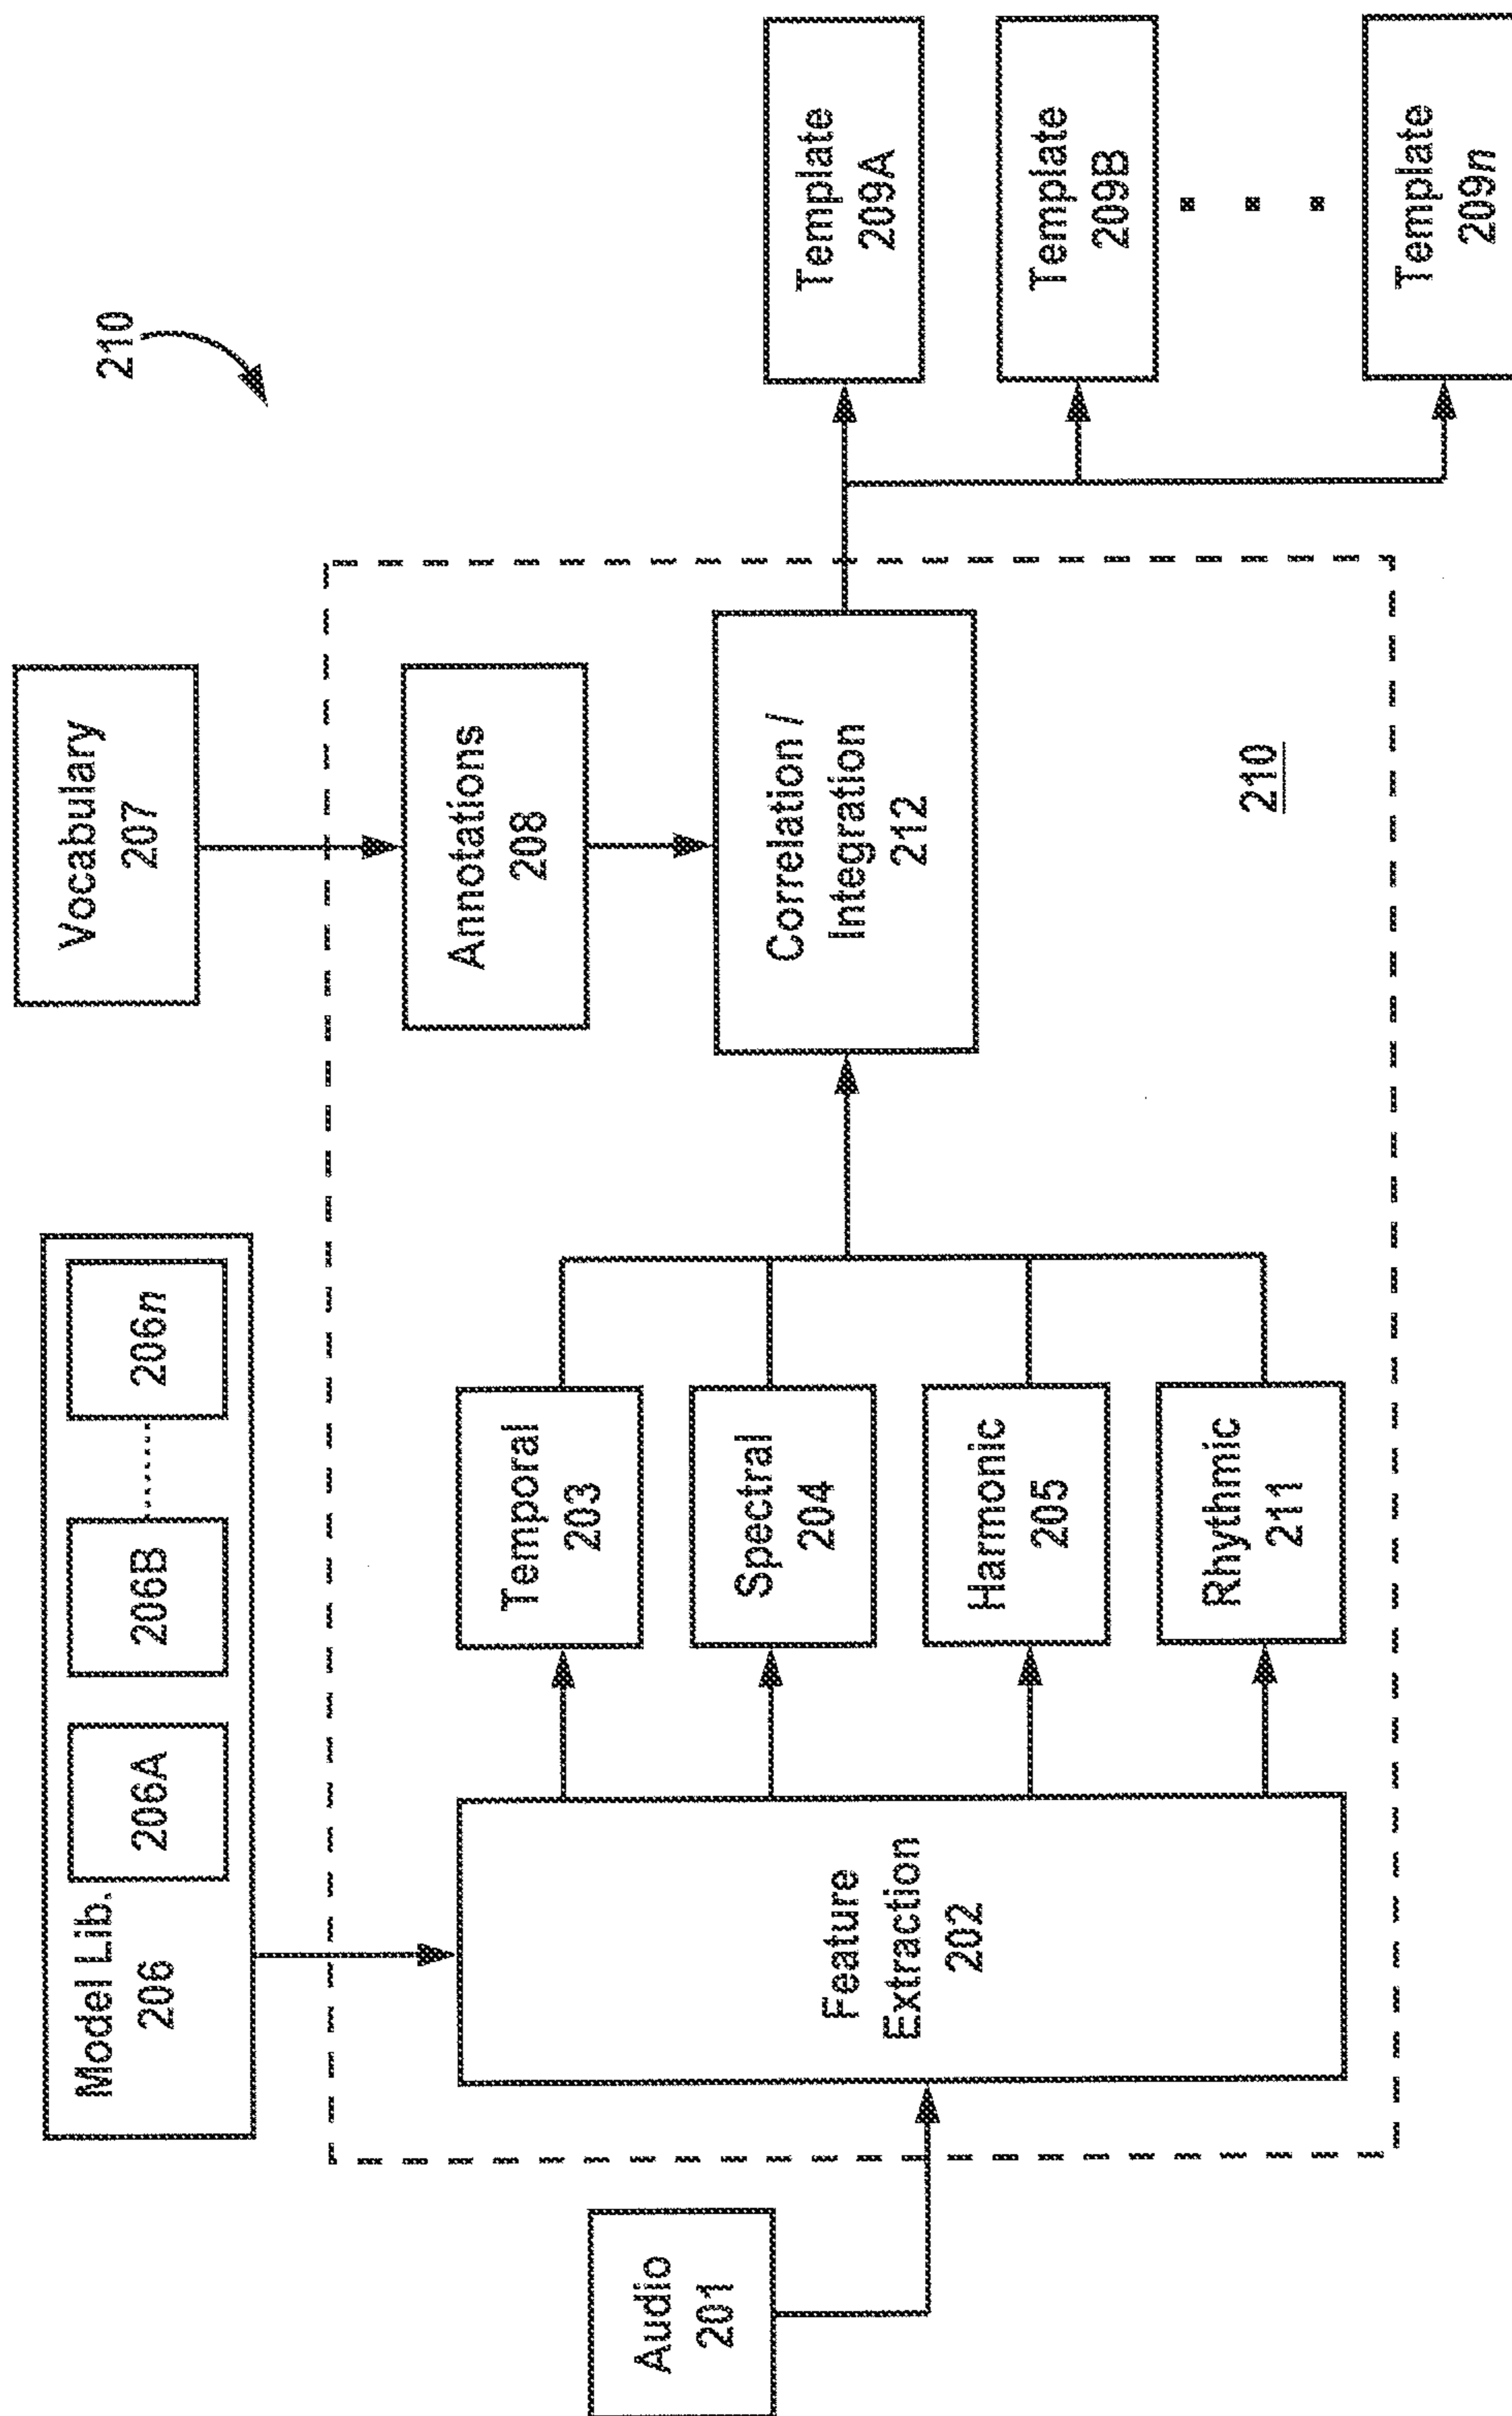 210
Model Lib.
206
206A
206B
206n
Vocabulary
207
Audio
201
Feature
Extraction
202
Temporal
203
Spectral
204
Harmonic
205
Rhythmic
211
Annotations
208
Correlation /
Integration
212
210
Template
209A
Template
209B
Template
209n